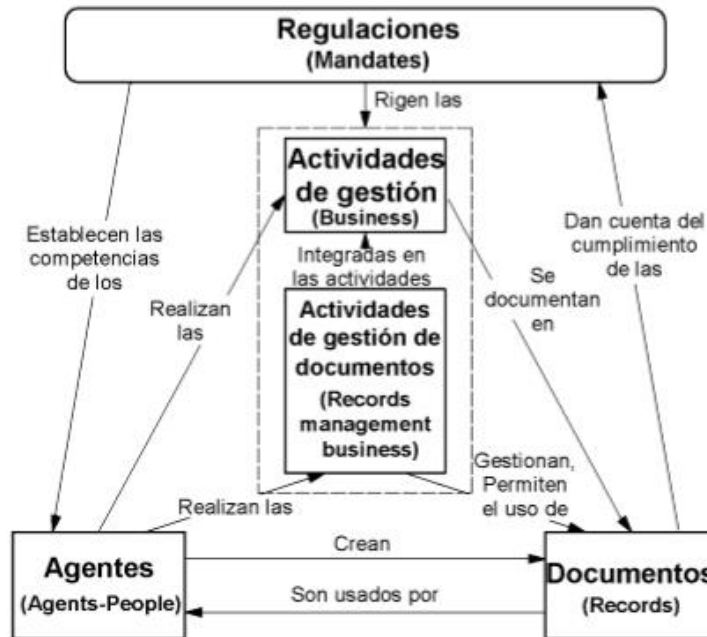 Regulaciones
(Mandates)
Rigen las
Actividades
de gestión
(Business)
Establecen las
competencias
de los
Dan cuenta del
cumplimiento
de las
Integradas en
las actividades
Se
documentan
en
Realizan
las
Actividades
de gestión de
documentos
(Records
management
business)
Gestionan,
Permiten
el uso de
Realizan las
Agentes
(Agents-People)
Crean
Son usados por
Documentos
(Records)